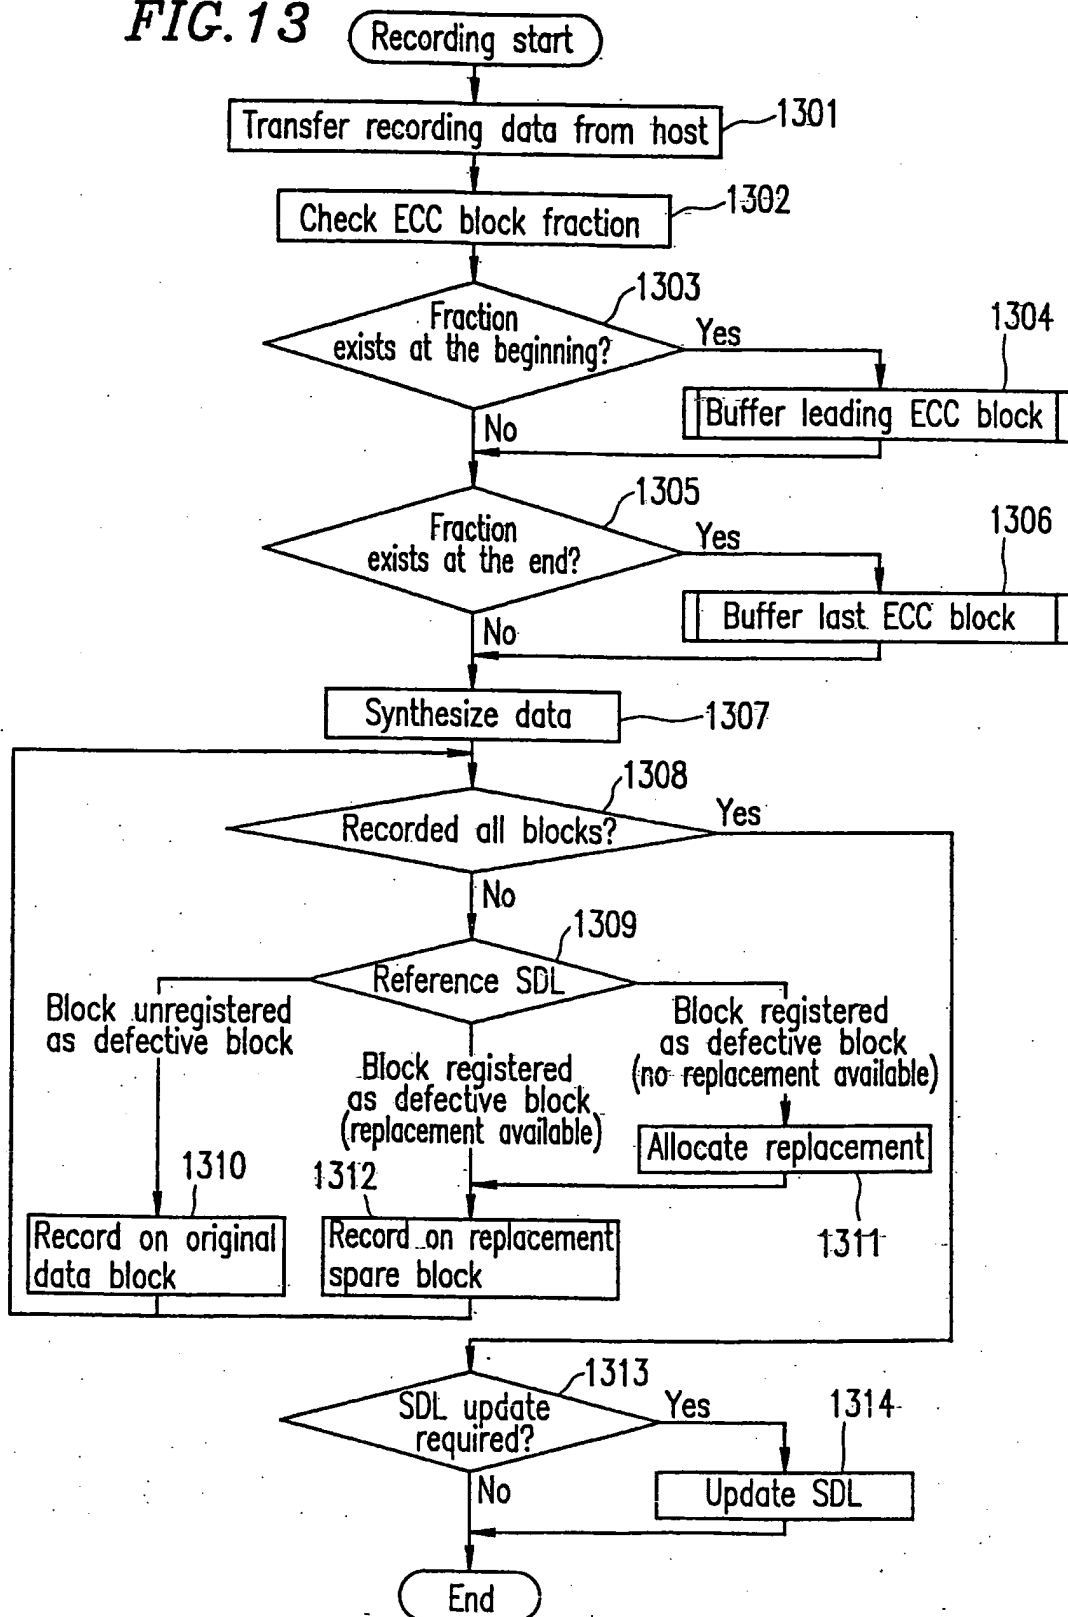 FIG.13
Recording start
Transfer recording data from host
1301
Check ECC block fraction
1302
1303
Fraction
exists at the beginning?
Yes
1304
Buffer leading ECC block
No
1305
Fraction
exists at the end?
Yes
1306
Buffer last ECC block
No
Synthesize data
1307
1308
Recorded all blocks?
Yes
No
1309
Reference SDL
Block unregistered
as defective block
Block registered
as defective block
(replacement available)
Block registered
as defective block
(no replacement available)
Allocate replacement
1311
1310
Record on original
data block
1312
Record on replacement
spare block
1313
SDL update
required?
Yes
1314
Update SDL
No
End